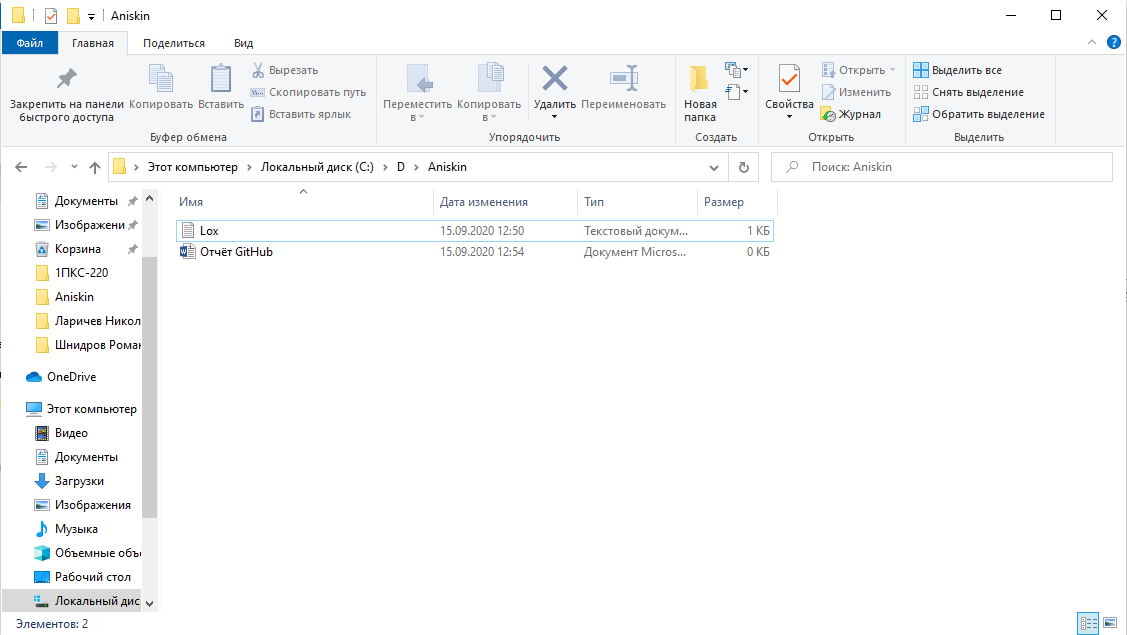 Aniskin
Файл Главная Поделиться Вид
Закрепить на панели быстрого доступа
Копировать
Вставить
Вырезать
Скопировать путь
Вставить ярлык
Буфер обмена
Переместить в
Копировать в
Удалить
Переименовать
Упорядочить
Новая папка
Создать
Свойства
Открыть
Изменить
Журнал
Открыть
Выделить все
Снять выделение
Обратить выделение
Выделить
Этот компьютер > Локальный диск (C:) > D > Aniskin
Поиск: Aniskin
Документы
Изображени
Корзина
1ПКС-220
Aniskin
Ларичев Никол
Шнидров Роман
OneDrive
Этот компьютер
Видео
Документы
Загрузки
Изображения
Музыка
Объемные объ
Рабочий стол
Локальный дис
Имя Дата изменения Тип Размер
Lox 15.09.2020 12:50 Текстовый докум... 1 КБ
Отчёт GitHub 15.09.2020 12:54 Документ Micros... 0 КБ
Элементов: 2